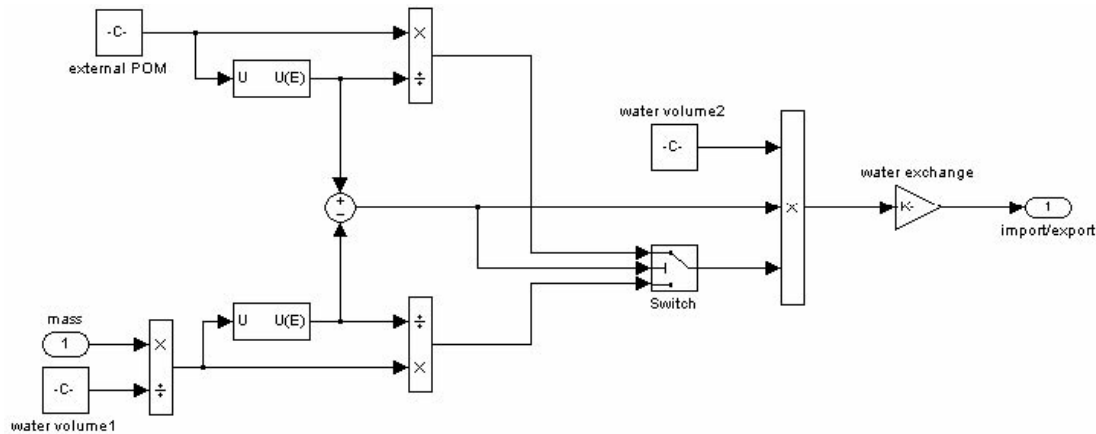 -C-
external POM
U U(E)
×
÷
water volume2
-C-
+
−
×
water exchange
K-
1
import/export
Switch
mass
1
-C-
water volume1
×
÷
U U(E)
÷
×